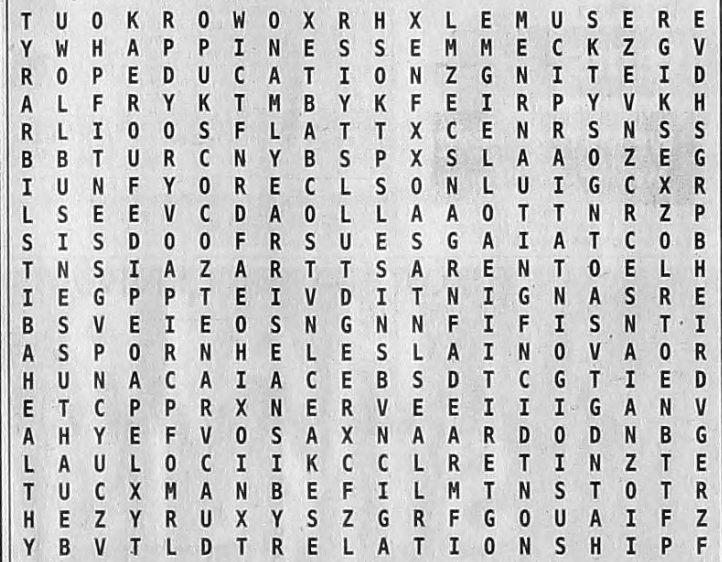 T U O K R O W O X R H X L E M U S E R E
Y W H A P P I N E S S E M M E C K Z G V
R O P E D U C A T I O N Z G N I T E I D
A L F R Y K T M B Y K F E I R P Y V K H
R L I O O S F L A T T X C E N R S N S S
B B T U R C N Y B S P X S L A A O Z E G
I U N F Y O R E C L S O N L U I G C X R
L S E E V C D A O L L A A O T T N R Z P
S I S D O O F R S U E S G A I A T C O B
T N S I A Z A R T T S A R E N T O E L H
I E G P P T E I V D I T N I G N A S R E
B S V E I E O S N G N N F I F I S N T I
A S P O R N H E L E S L A I N O V A O R
H U N A C A I A C E B S D T C G T I E D
E T C P P R X N E R V E E I I I G A N V
A H Y E F V O S A X N A A R D O D N B G
L A U L O C I I K C C L R E T I N Z T E
T U C X M A N B E F I L M T N S T O T R
H E Z Y R U X Y S Z G R F G O U A I F Z
Y B V T L D T R E L A T I O N S H I P F